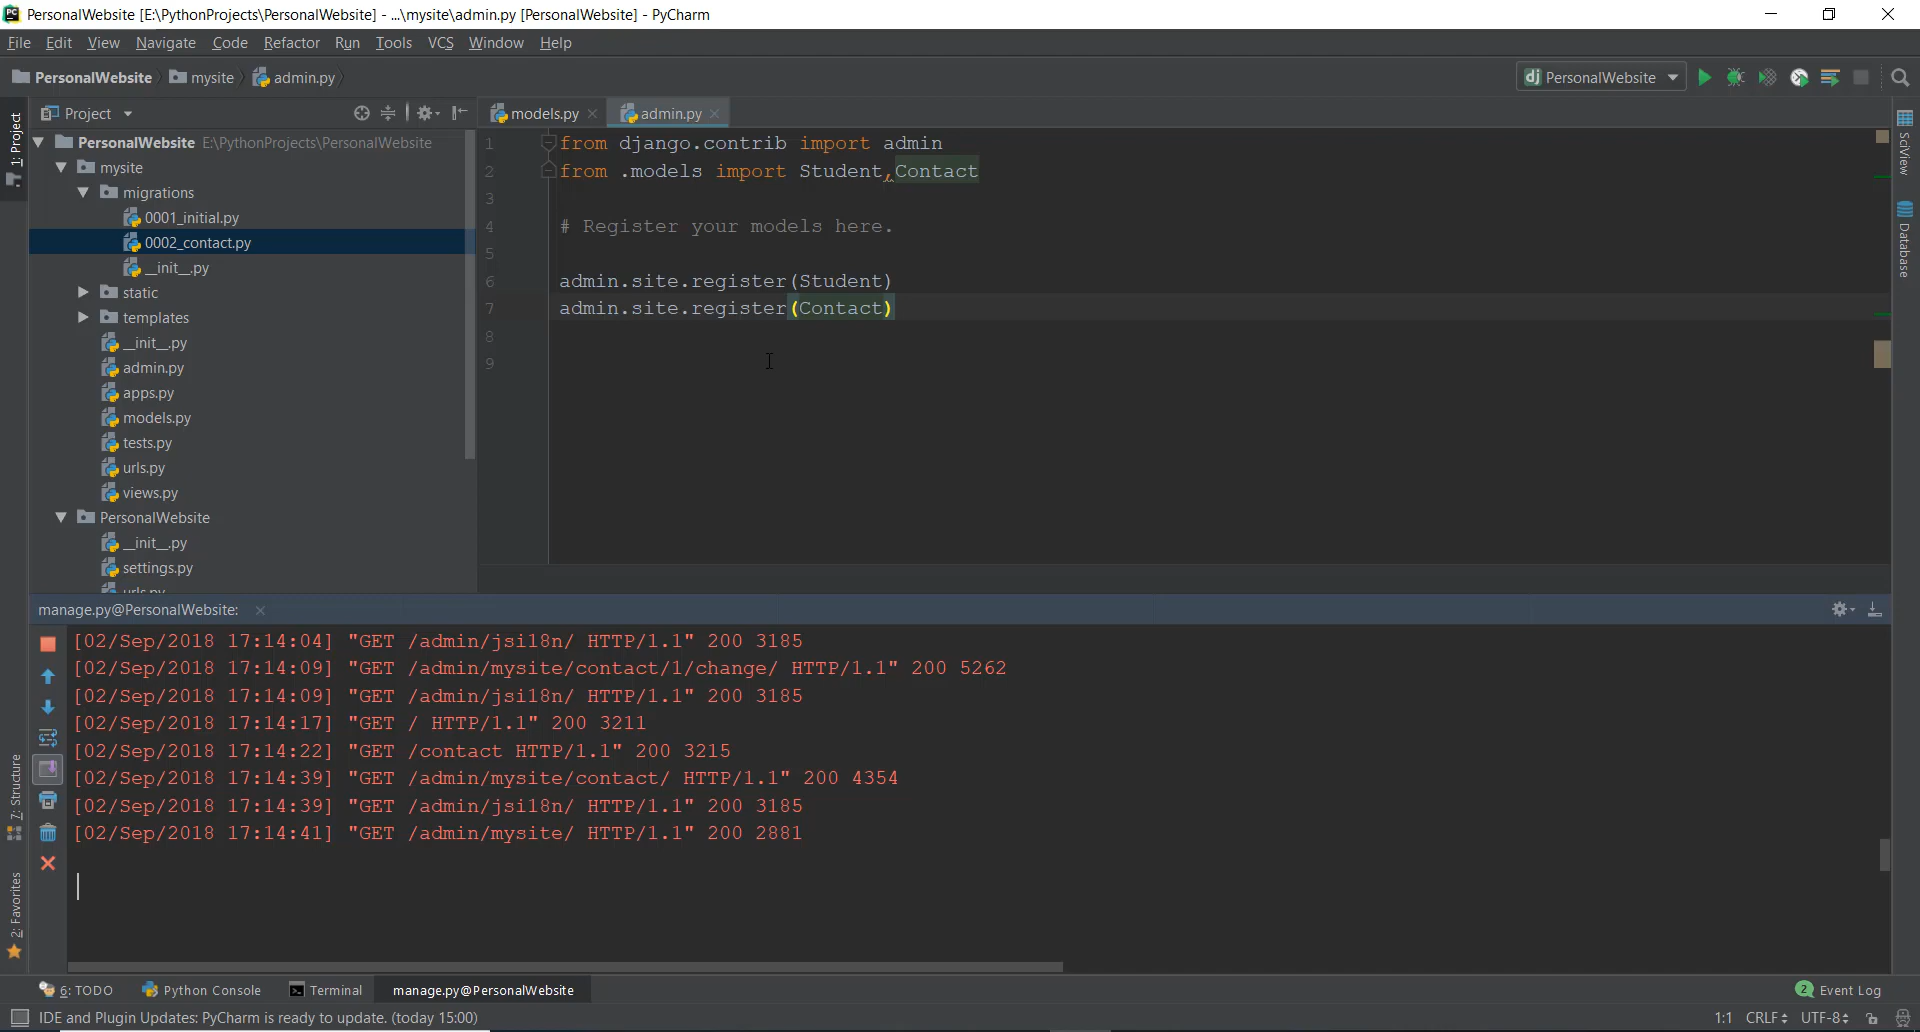 PersonalWebsite [E:\PythonProjects\PersonalWebsite] - ...\mysite\admin.py [PersonalWebsite] - PyCharm
File Edit View Navigate Code Refactor Run Tools VCS Window Help
PersonalWebsite mysite admin.py
dj PersonalWebsite
Project
models.py
admin.py
1: Project
PersonalWebsite E:\PythonProjects\PersonalWebsite
mysite
migrations
0001_initial.py
0002_contact.py
__init__.py
static
templates
__init__.py
admin.py
apps.py
models.py
tests.py
urls.py
views.py
PersonalWebsite
__init__.py
settings.py
urls.py
1 from django.contrib import admin
2 from .models import Student,Contact
3
4 # Register your models here.
5
6 admin.site.register(Student)
7 admin.site.register(Contact)
8
9
SciView
Database
manage.py@PersonalWebsite:
[02/Sep/2018 17:14:04] "GET /admin/jsi18n/ HTTP/1.1" 200 3185
[02/Sep/2018 17:14:09] "GET /admin/mysite/contact/1/change/ HTTP/1.1" 200 5262
[02/Sep/2018 17:14:09] "GET /admin/jsi18n/ HTTP/1.1" 200 3185
[02/Sep/2018 17:14:17] "GET / HTTP/1.1" 200 3211
[02/Sep/2018 17:14:22] "GET /contact HTTP/1.1" 200 3215
[02/Sep/2018 17:14:39] "GET /admin/mysite/contact/ HTTP/1.1" 200 4354
[02/Sep/2018 17:14:39] "GET /admin/jsi18n/ HTTP/1.1" 200 3185
[02/Sep/2018 17:14:41] "GET /admin/mysite/ HTTP/1.1" 200 2881
7: Structure
2: Favorites
6: TODO Python Console Terminal manage.py@PersonalWebsite 2 Event Log
IDE and Plugin Updates: PyCharm is ready to update. (today 15:00) 1:1 CRLF UTF-8